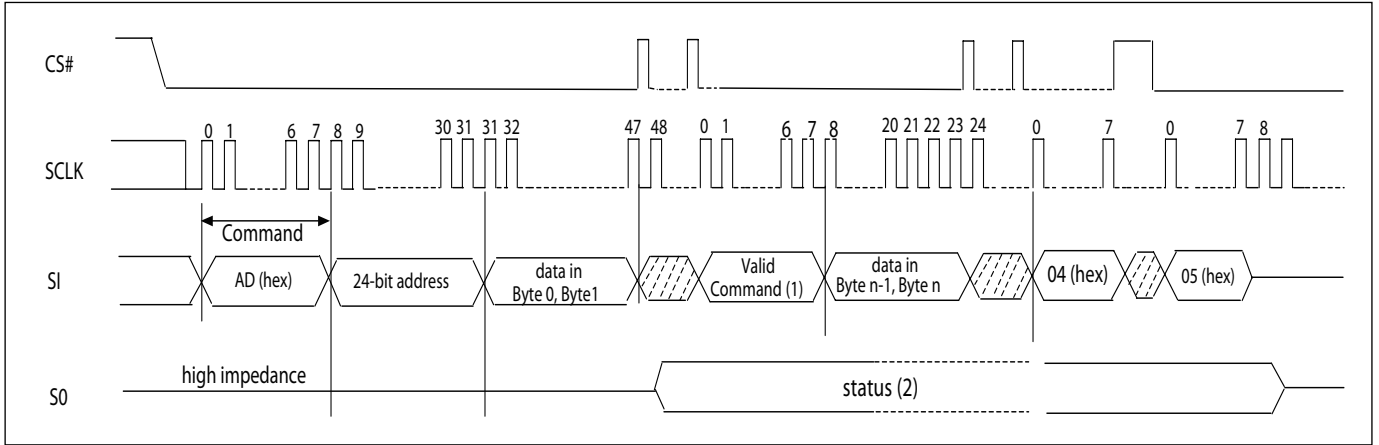 CS#
0 1 6 7 8 9 30 31 31 32 47 48 0 1 6 7 8 20 21 22 23 24 0 7 0 7 8
SCLK
Command
SI
AD (hex)
24-bit address
data in
Byte 0, Byte1
Valid
Command (1)
data in
Byte n-1, Byte n
04 (hex)
05 (hex)
high impedance
S0
status (2)